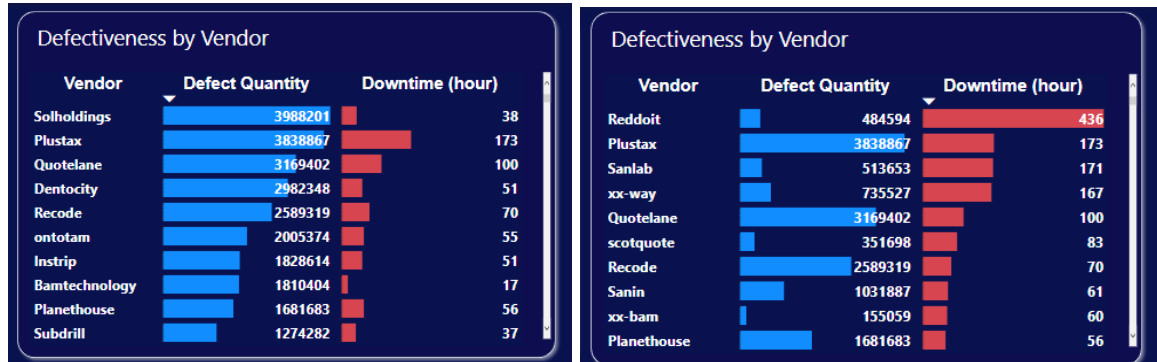 Defectiveness by Vendor
Vendor Defect Quantity Downtime (hour)
Solholdings 3988201 38
Plustax 3838867 173
Quotelane 3169402 100
Dentocity 2982348 51
Recode 2589319 70
ontotam 2005374 55
Instrip 1828614 51
Bamtechnology 1810404 17
Planethouse 1681683 56
Subdrill 1274282 37
Defectiveness by Vendor
Vendor Defect Quantity Downtime (hour)
Reddoit 484594 436
Plustax 3838867 173
Sanlab 513653 171
xx-way 735527 167
Quotelane 3169402 100
scotquote 351698 83
Recode 2589319 70
Sanin 1031887 61
xx-bam 155059 60
Planethouse 1681683 56